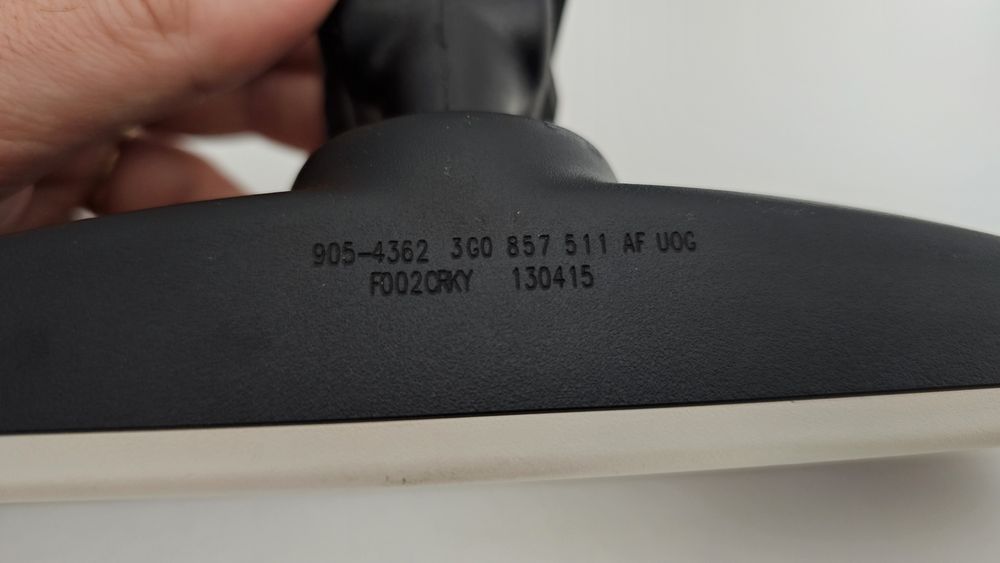 905-4362 3G0 857 511 AF UOG
F002CRKY 130415